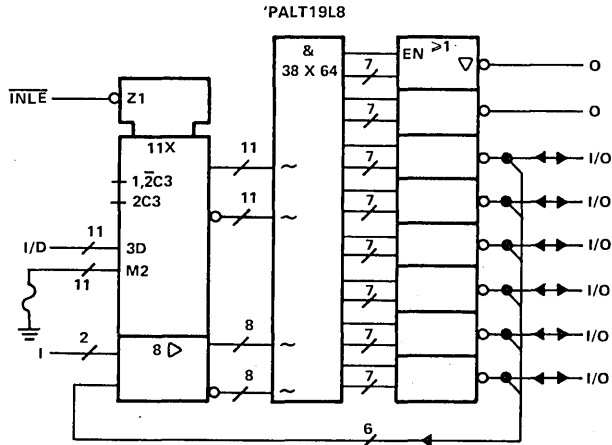 'PALT19L8
&
38 X 64
EN ≥1 ▽
7
O
INLE
Z1
7
O
11X
11
7
I/O
1,2C3
2C3
11
7
I/O
I/D
11
3D
7
I/O
11
M2
7
I/O
I
2
8 ▷
8
7
I/O
8
7
I/O
6